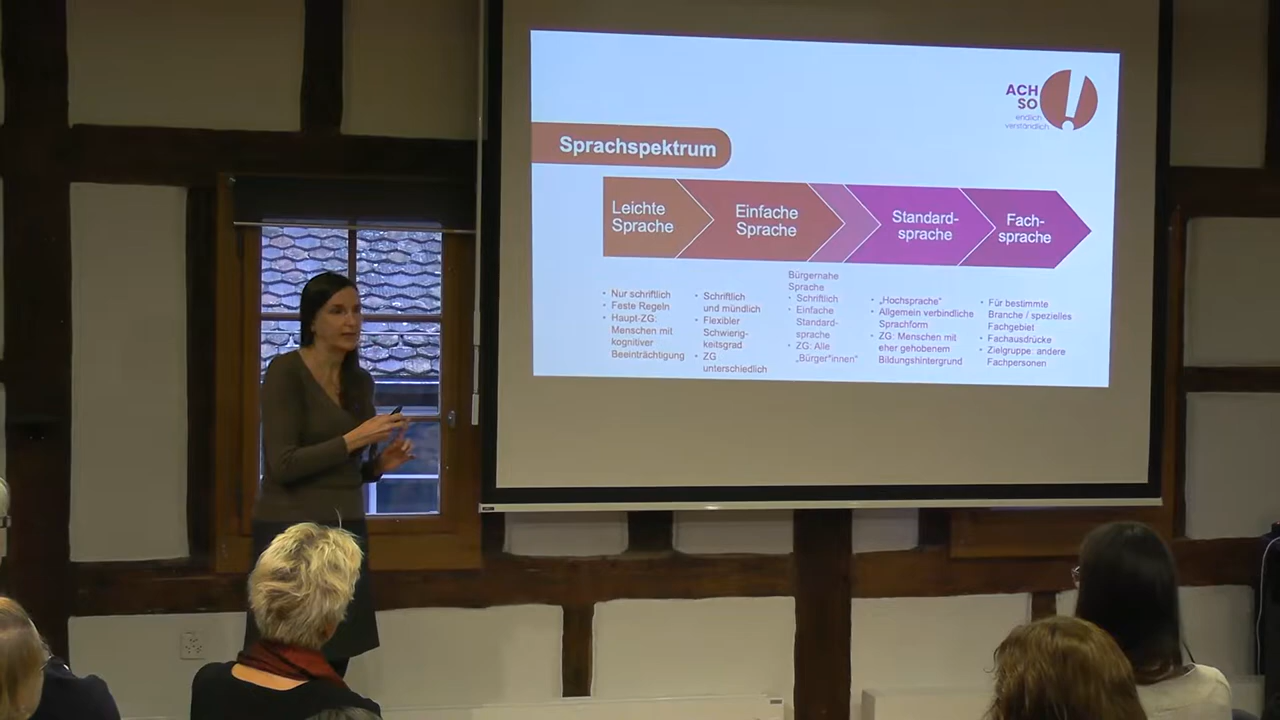 ACH
SO
endlich
verständlich
Sprachspektrum
Leichte
Sprache
Einfache
Sprache
Standard-
sprache
Fach-
sprache
• Nur schriftlich
• Feste Regeln
• Haupt-ZG:
Menschen mit
kognitiver
Beeinträchtigung
• Schriftlich
und mündlich
• Flexibler
Schwierig-
keitsgrad
• ZG
unterschiedlich
Bürgernahe
Sprache
• Schriftlich
• Einfache
Standard-
sprache
• ZG: Alle
„Bürger*innen"
• „Hochsprache"
• Allgemein verbindliche
Sprachform
• ZG: Menschen mit
eher gehobenem
Bildungshintergrund
• Für bestimmte
Branche / spezielles
Fachgebiet
• Fachausdrücke
• Zielgruppe: andere
Fachpersonen